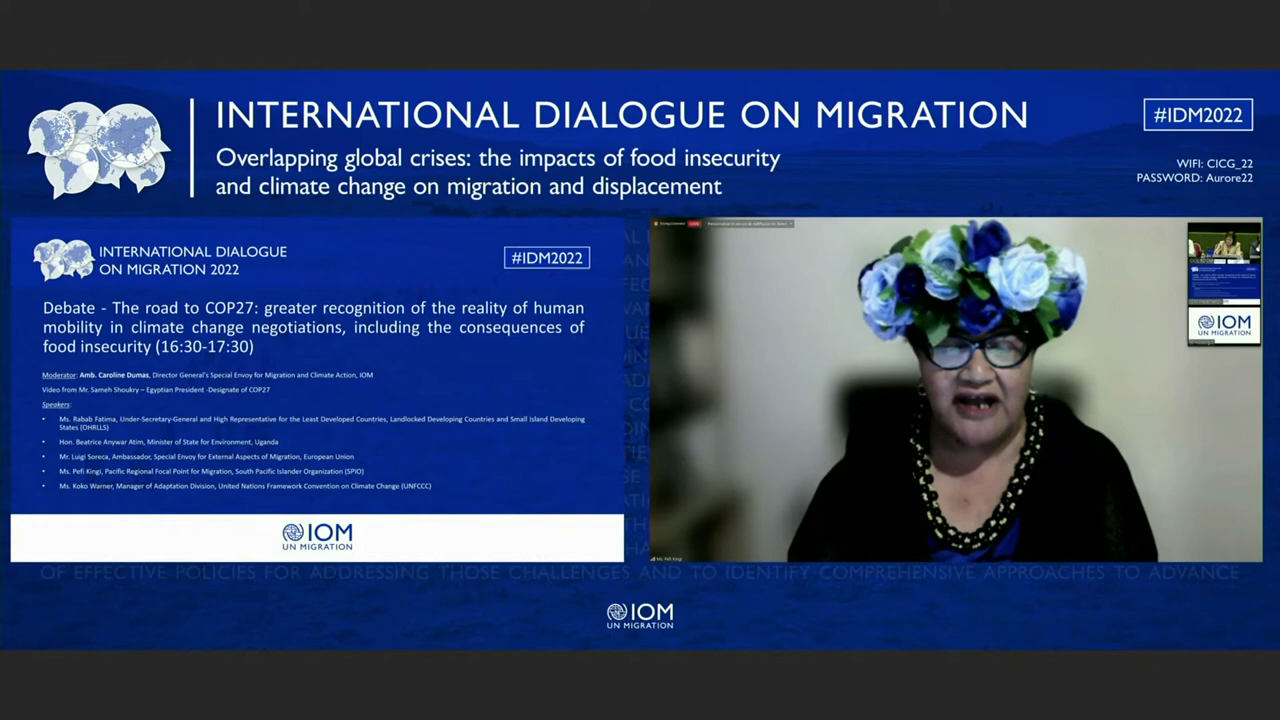 INTERNATIONAL DIALOGUE ON MIGRATION
Overlapping global crises: the impacts of food insecurity
and climate change on migration and displacement
#IDM2022
WIFI: CICG_22
PASSWORD: Aurore22
INTERNATIONAL DIALOGUE
ON MIGRATION 2022
#IDM2022
Debate - The road to COP27: greater recognition of the reality of human
mobility in climate change negotiations, including the consequences of
food insecurity (16:30-17:30)
Moderator: Amb. Caroline Dumas, Director General's Special Envoy for Migration and Climate Action, IOM
Video from Mr. Sameh Shoukry – Egyptian President -Designate of COP27
Speakers:
• Ms. Rabab Fatima, Under-Secretary-General and High Representative for the Least Developed Countries, Landlocked Developing Countries and Small Island Developing
States (OHRLLS)
• Hon. Beatrice Anywar Atim, Minister of State for Environment, Uganda
• Mr. Luigi Soreca, Ambassador, Special Envoy for External Aspects of Migration, European Union
• Ms. Pefi Kingi, Pacific Regional Focal Point for Migration, South Pacific Islander Organization (SPIO)
• Ms. Koko Warner, Manager of Adaptation Division, United Nations Framework Convention on Climate Change (UNFCCC)
IOM
UN MIGRATION
LIVE
IOM
UN MIGRATION
Ms. Pefi Kingi
OF EFFECTIVE POLICIES FOR ADDRESSING THOSE CHALLENGES AND TO IDENTIFY COMPREHENSIVE APPROACHES TO ADVANCE
IOM
UN MIGRATION